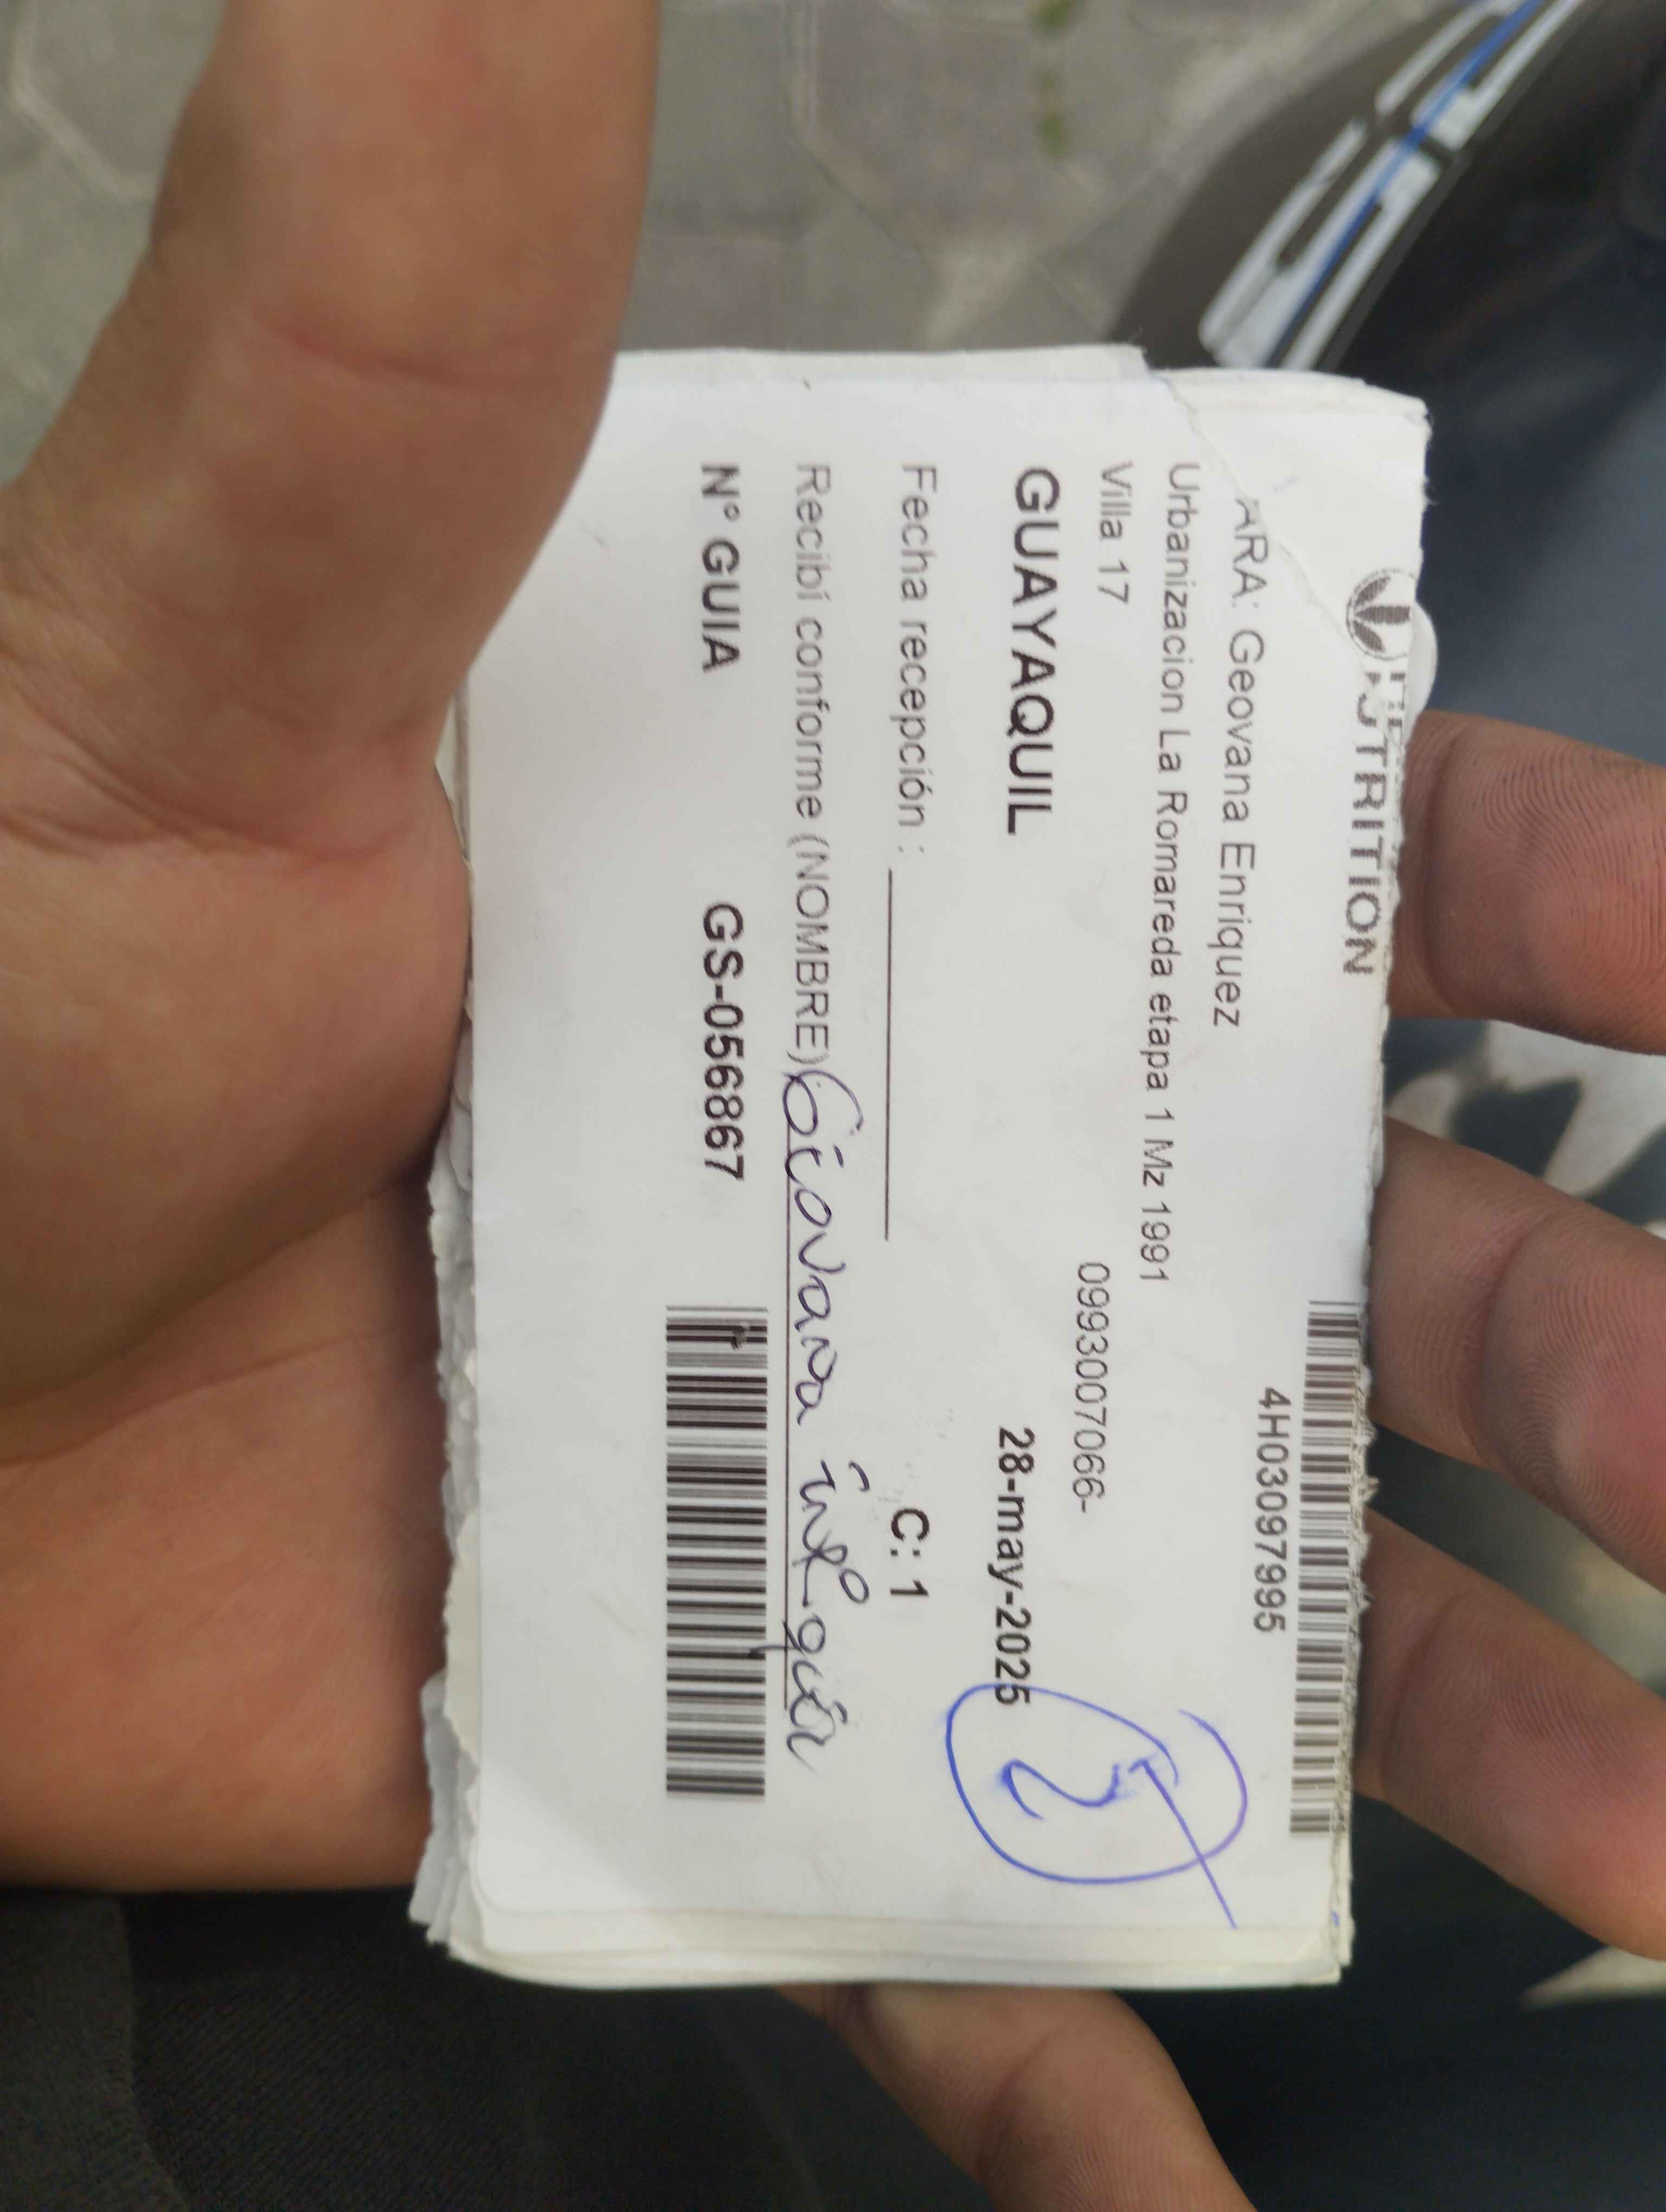 UTRITION
4H03097995
ARA: Geovana Enriquez
Urbanizacion La Romareda etapa 1 Mz 1991
Villa 17
0993007066-
GUAYAQUIL
28-may-2025
Fecha recepción :
C: 1
Recibí conforme (NOMBRE) Geovana
N° GUIA GS-056867